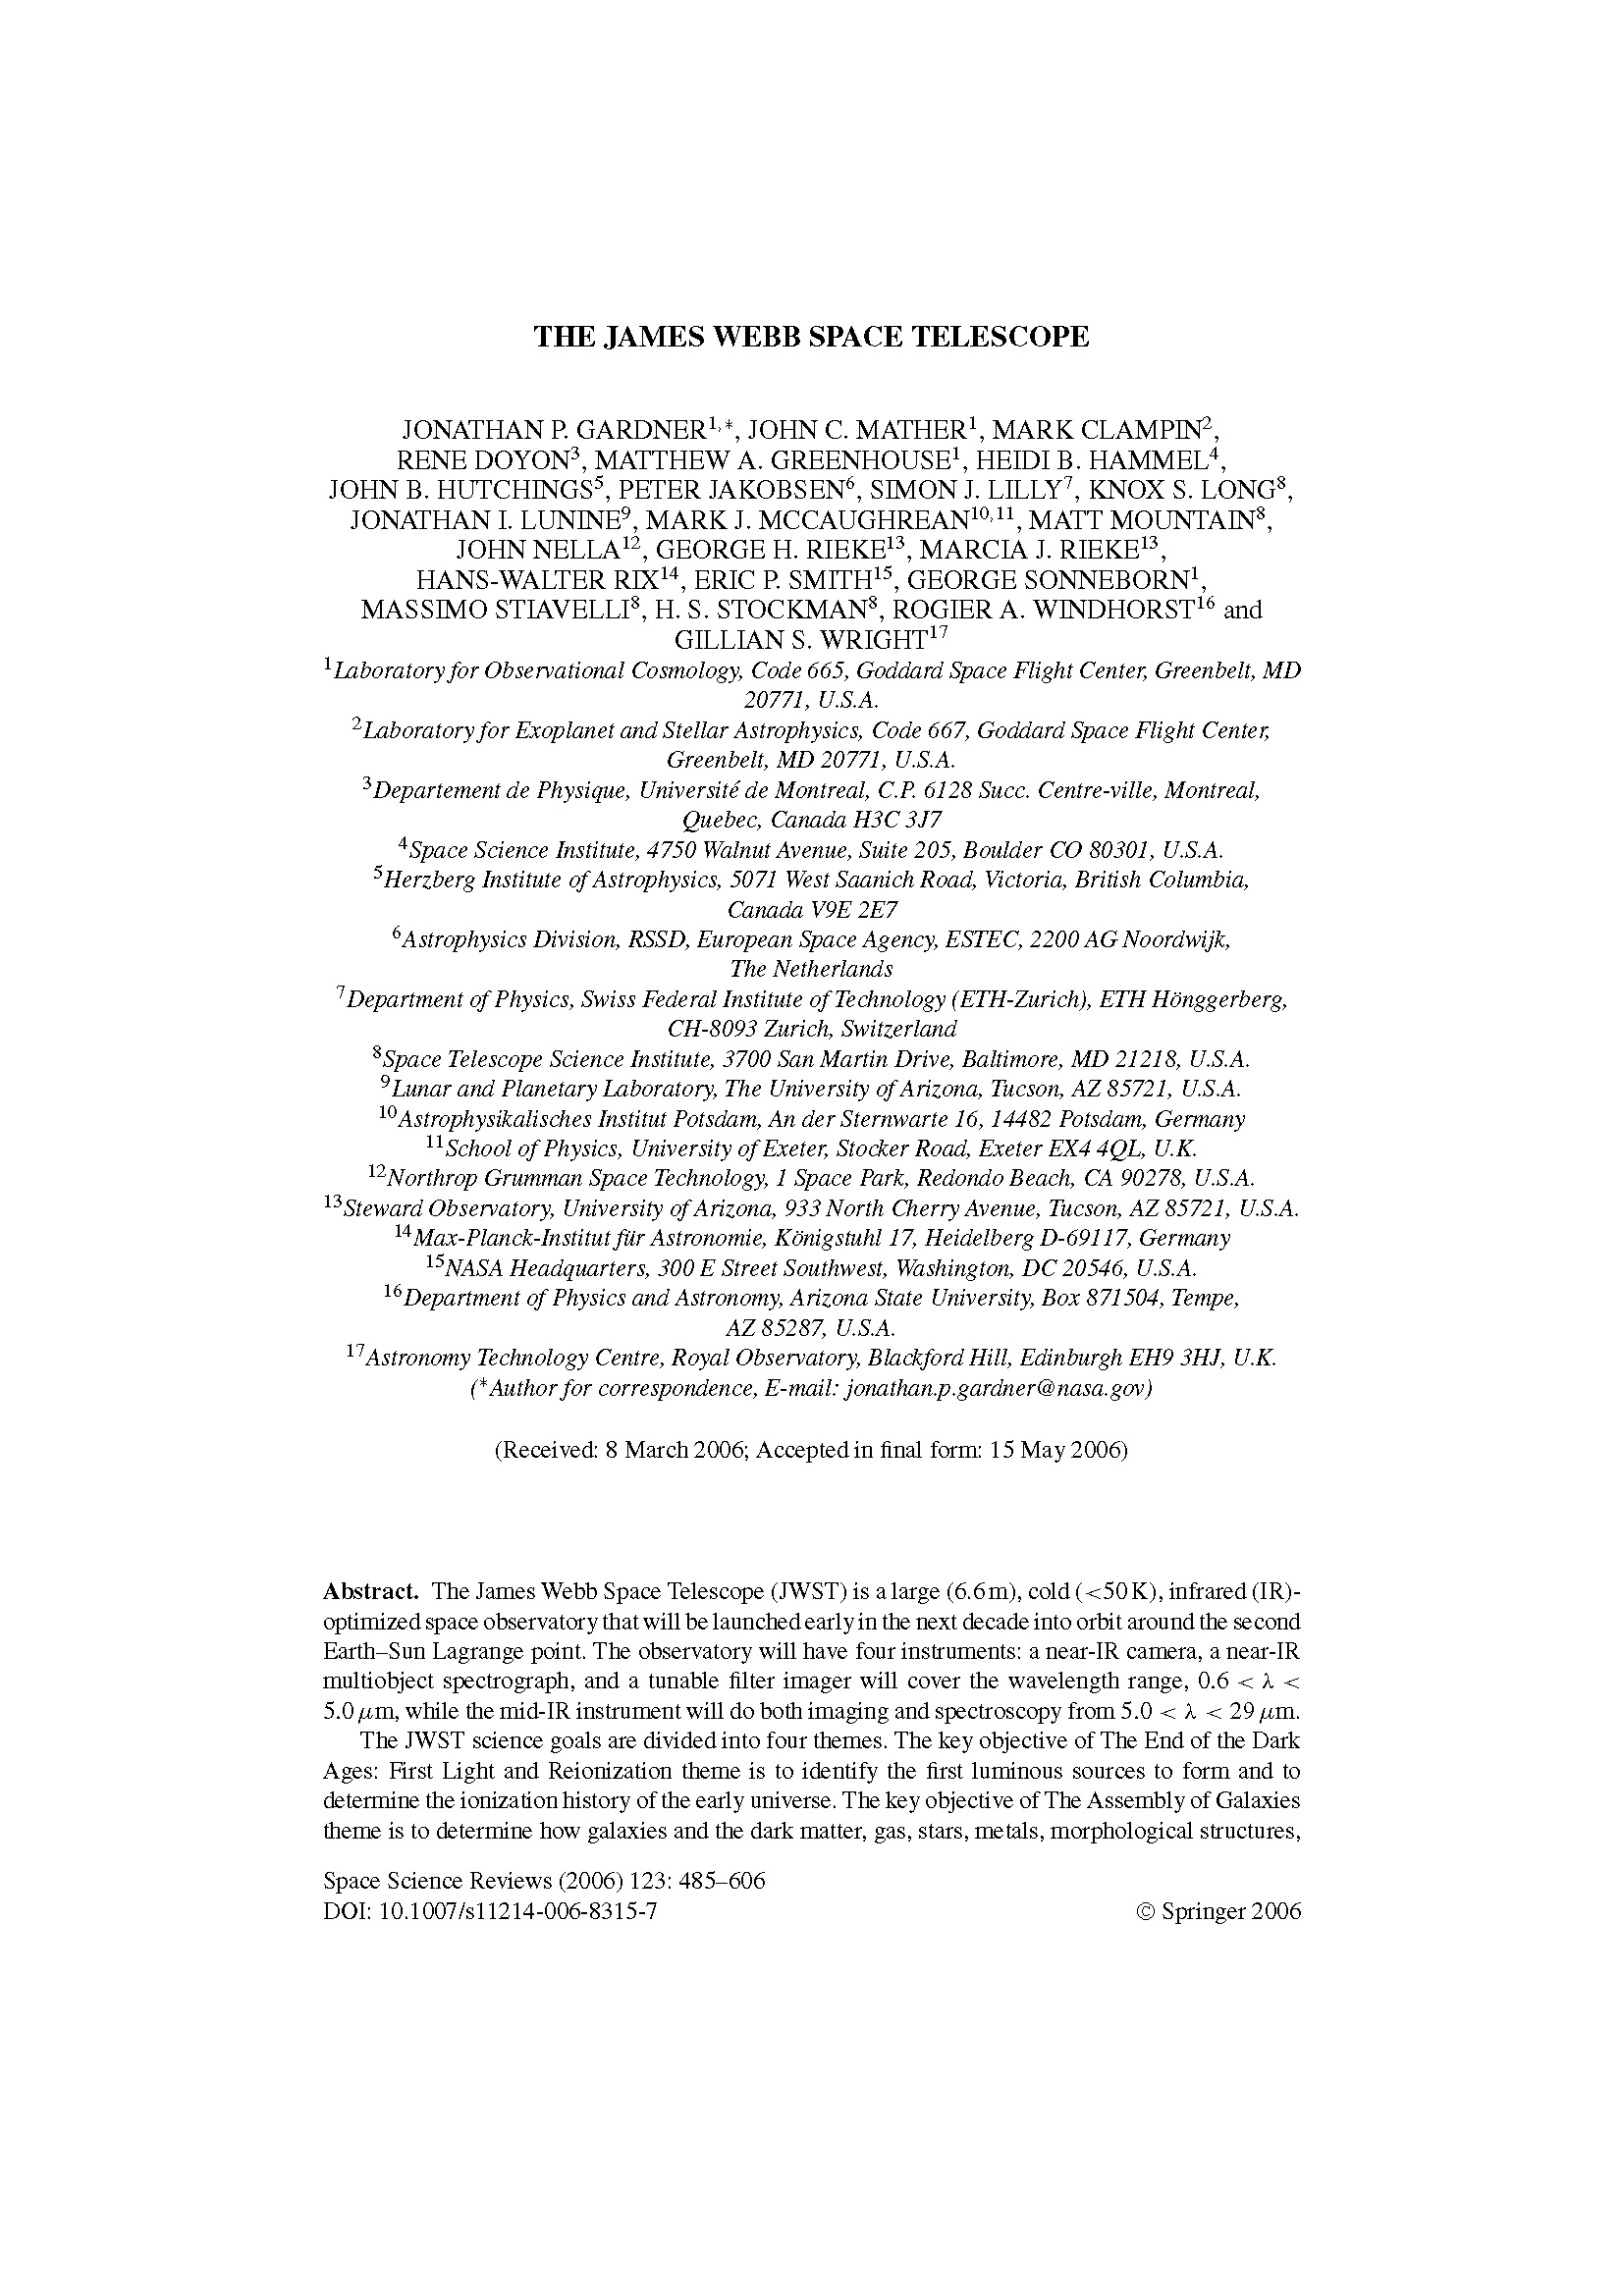 THE JAMES WEBB SPACE TELESCOPE
JONATHAN P. GARDNER1,*, JOHN C. MATHER1, MARK CLAMPIN2,
RENE DOYON3, MATTHEW A. GREENHOUSE1, HEIDI B. HAMMEL4,
JOHN B. HUTCHINGS5, PETER JAKOBSEN6, SIMON J. LILLY7, KNOX S. LONG8,
JONATHAN I. LUNINE9, MARK J. MCCAUGHREAN10,11, MATT MOUNTAIN8,
JOHN NELLA12, GEORGE H. RIEKE13, MARCIA J. RIEKE13,
HANS-WALTER RIX14, ERIC P. SMITH15, GEORGE SONNEBORN1,
MASSIMO STIAVELLI8, H. S. STOCKMAN8, ROGIER A. WINDHORST16 and
GILLIAN S. WRIGHT17
1Laboratory for Observational Cosmology, Code 665, Goddard Space Flight Center, Greenbelt, MD
20771, U.S.A.
2Laboratory for Exoplanet and Stellar Astrophysics, Code 667, Goddard Space Flight Center,
Greenbelt, MD 20771, U.S.A.
3Departement de Physique, Université de Montreal, C.P. 6128 Succ. Centre-ville, Montreal,
Quebec, Canada H3C 3J7
4Space Science Institute, 4750 Walnut Avenue, Suite 205, Boulder CO 80301, U.S.A.
5Herzberg Institute of Astrophysics, 5071 West Saanich Road, Victoria, British Columbia,
Canada V9E 2E7
6Astrophysics Division, RSSD, European Space Agency, ESTEC, 2200 AG Noordwijk,
The Netherlands
7Department of Physics, Swiss Federal Institute of Technology (ETH-Zurich), ETH Hönggerberg,
CH-8093 Zurich, Switzerland
8Space Telescope Science Institute, 3700 San Martin Drive, Baltimore, MD 21218, U.S.A.
9Lunar and Planetary Laboratory, The University of Arizona, Tucson, AZ 85721, U.S.A.
10Astrophysikalisches Institut Potsdam, An der Sternwarte 16, 14482 Potsdam, Germany
11School of Physics, University of Exeter, Stocker Road, Exeter EX4 4QL, U.K.
12Northrop Grumman Space Technology, 1 Space Park, Redondo Beach, CA 90278, U.S.A.
13Steward Observatory, University of Arizona, 933 North Cherry Avenue, Tucson, AZ 85721, U.S.A.
14Max-Planck-Institut für Astronomie, Königstuhl 17, Heidelberg D-69117, Germany
15NASA Headquarters, 300 E Street Southwest, Washington, DC 20546, U.S.A.
16Department of Physics and Astronomy, Arizona State University, Box 871504, Tempe,
AZ 85287, U.S.A.
17Astronomy Technology Centre, Royal Observatory, Blackford Hill, Edinburgh EH9 3HJ, U.K.
(*Author for correspondence, E-mail: jonathan.p.gardner@nasa.gov)
(Received: 8 March 2006; Accepted in final form: 15 May 2006)
Abstract. The James Webb Space Telescope (JWST) is a large (6.6 m), cold (<50 K), infrared (IR)-
optimized space observatory that will be launched early in the next decade into orbit around the second
Earth–Sun Lagrange point. The observatory will have four instruments: a near-IR camera, a near-IR
multiobject spectrograph, and a tunable filter imager will cover the wavelength range, 0.6 < λ <
5.0 μm, while the mid-IR instrument will do both imaging and spectroscopy from 5.0 < λ < 29 μm.
The JWST science goals are divided into four themes. The key objective of The End of the Dark
Ages: First Light and Reionization theme is to identify the first luminous sources to form and to
determine the ionization history of the early universe. The key objective of The Assembly of Galaxies
theme is to determine how galaxies and the dark matter, gas, stars, metals, morphological structures,
Space Science Reviews (2006) 123: 485–606
DOI: 10.1007/s11214-006-8315-7
© Springer 2006